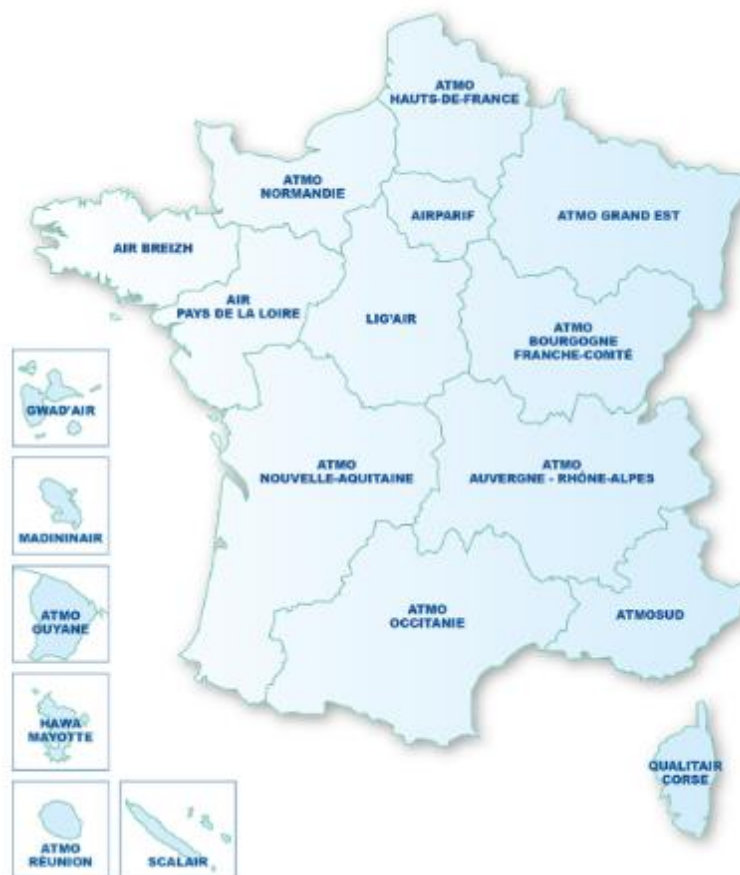 ATMO
HAUTS-DE-FRANCE
ATMO
NORMANDIE
AIRPARIF
ATMO GRAND EST
AIR BREIZH
AIR
PAYS DE LA LOIRE
LIG'AIR
ATMO
BOURGOGNE
FRANCHE-COMTÉ
GWAD'AIR
ATMO
NOUVELLE-AQUITAINE
ATMO
AUVERGNE - RHÔNE-ALPES
MADININAIR
ATMO
GUYANE
ATMO
OCCITANIE
ATMOSUD
HAWA
MAYOTTE
QUALITAIR
CORSE
ATMO
RÉUNION
SCALAIR